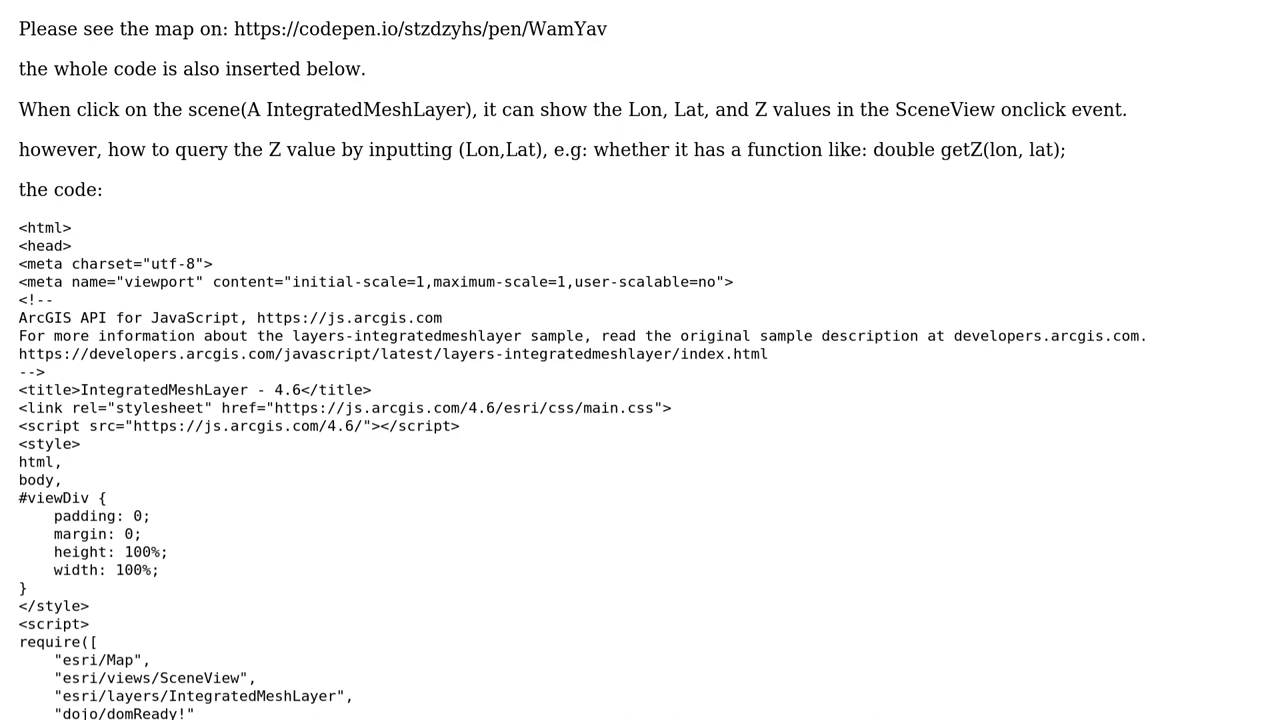 Please see the map on: https://codepen.io/stzdzyhs/pen/WamYav
the whole code is also inserted below.
When click on the scene(A IntegratedMeshLayer), it can show the Lon, Lat, and Z values in the SceneView onclick event.
however, how to query the Z value by inputting (Lon,Lat), e.g: whether it has a function like: double getZ(lon, lat);
the code:
<html>
<head>
<meta charset="utf-8">
<meta name="viewport" content="initial-scale=1,maximum-scale=1,user-scalable=no">
<!--
ArcGIS API for JavaScript, https://js.arcgis.com
For more information about the layers-integratedmeshlayer sample, read the original sample description at developers.arcgis.com.
https://developers.arcgis.com/javascript/latest/layers-integratedmeshlayer/index.html
-->
<title>IntegratedMeshLayer - 4.6</title>
<link rel="stylesheet" href="https://js.arcgis.com/4.6/esri/css/main.css">
<script src="https://js.arcgis.com/4.6/"></script>
<style>
html,
body,
#viewDiv {
    padding: 0;
    margin: 0;
    height: 100%;
    width: 100%;
}
</style>
<script>
require([
    "esri/Map",
    "esri/views/SceneView",
    "esri/layers/IntegratedMeshLayer",
    "dojo/domReady!"